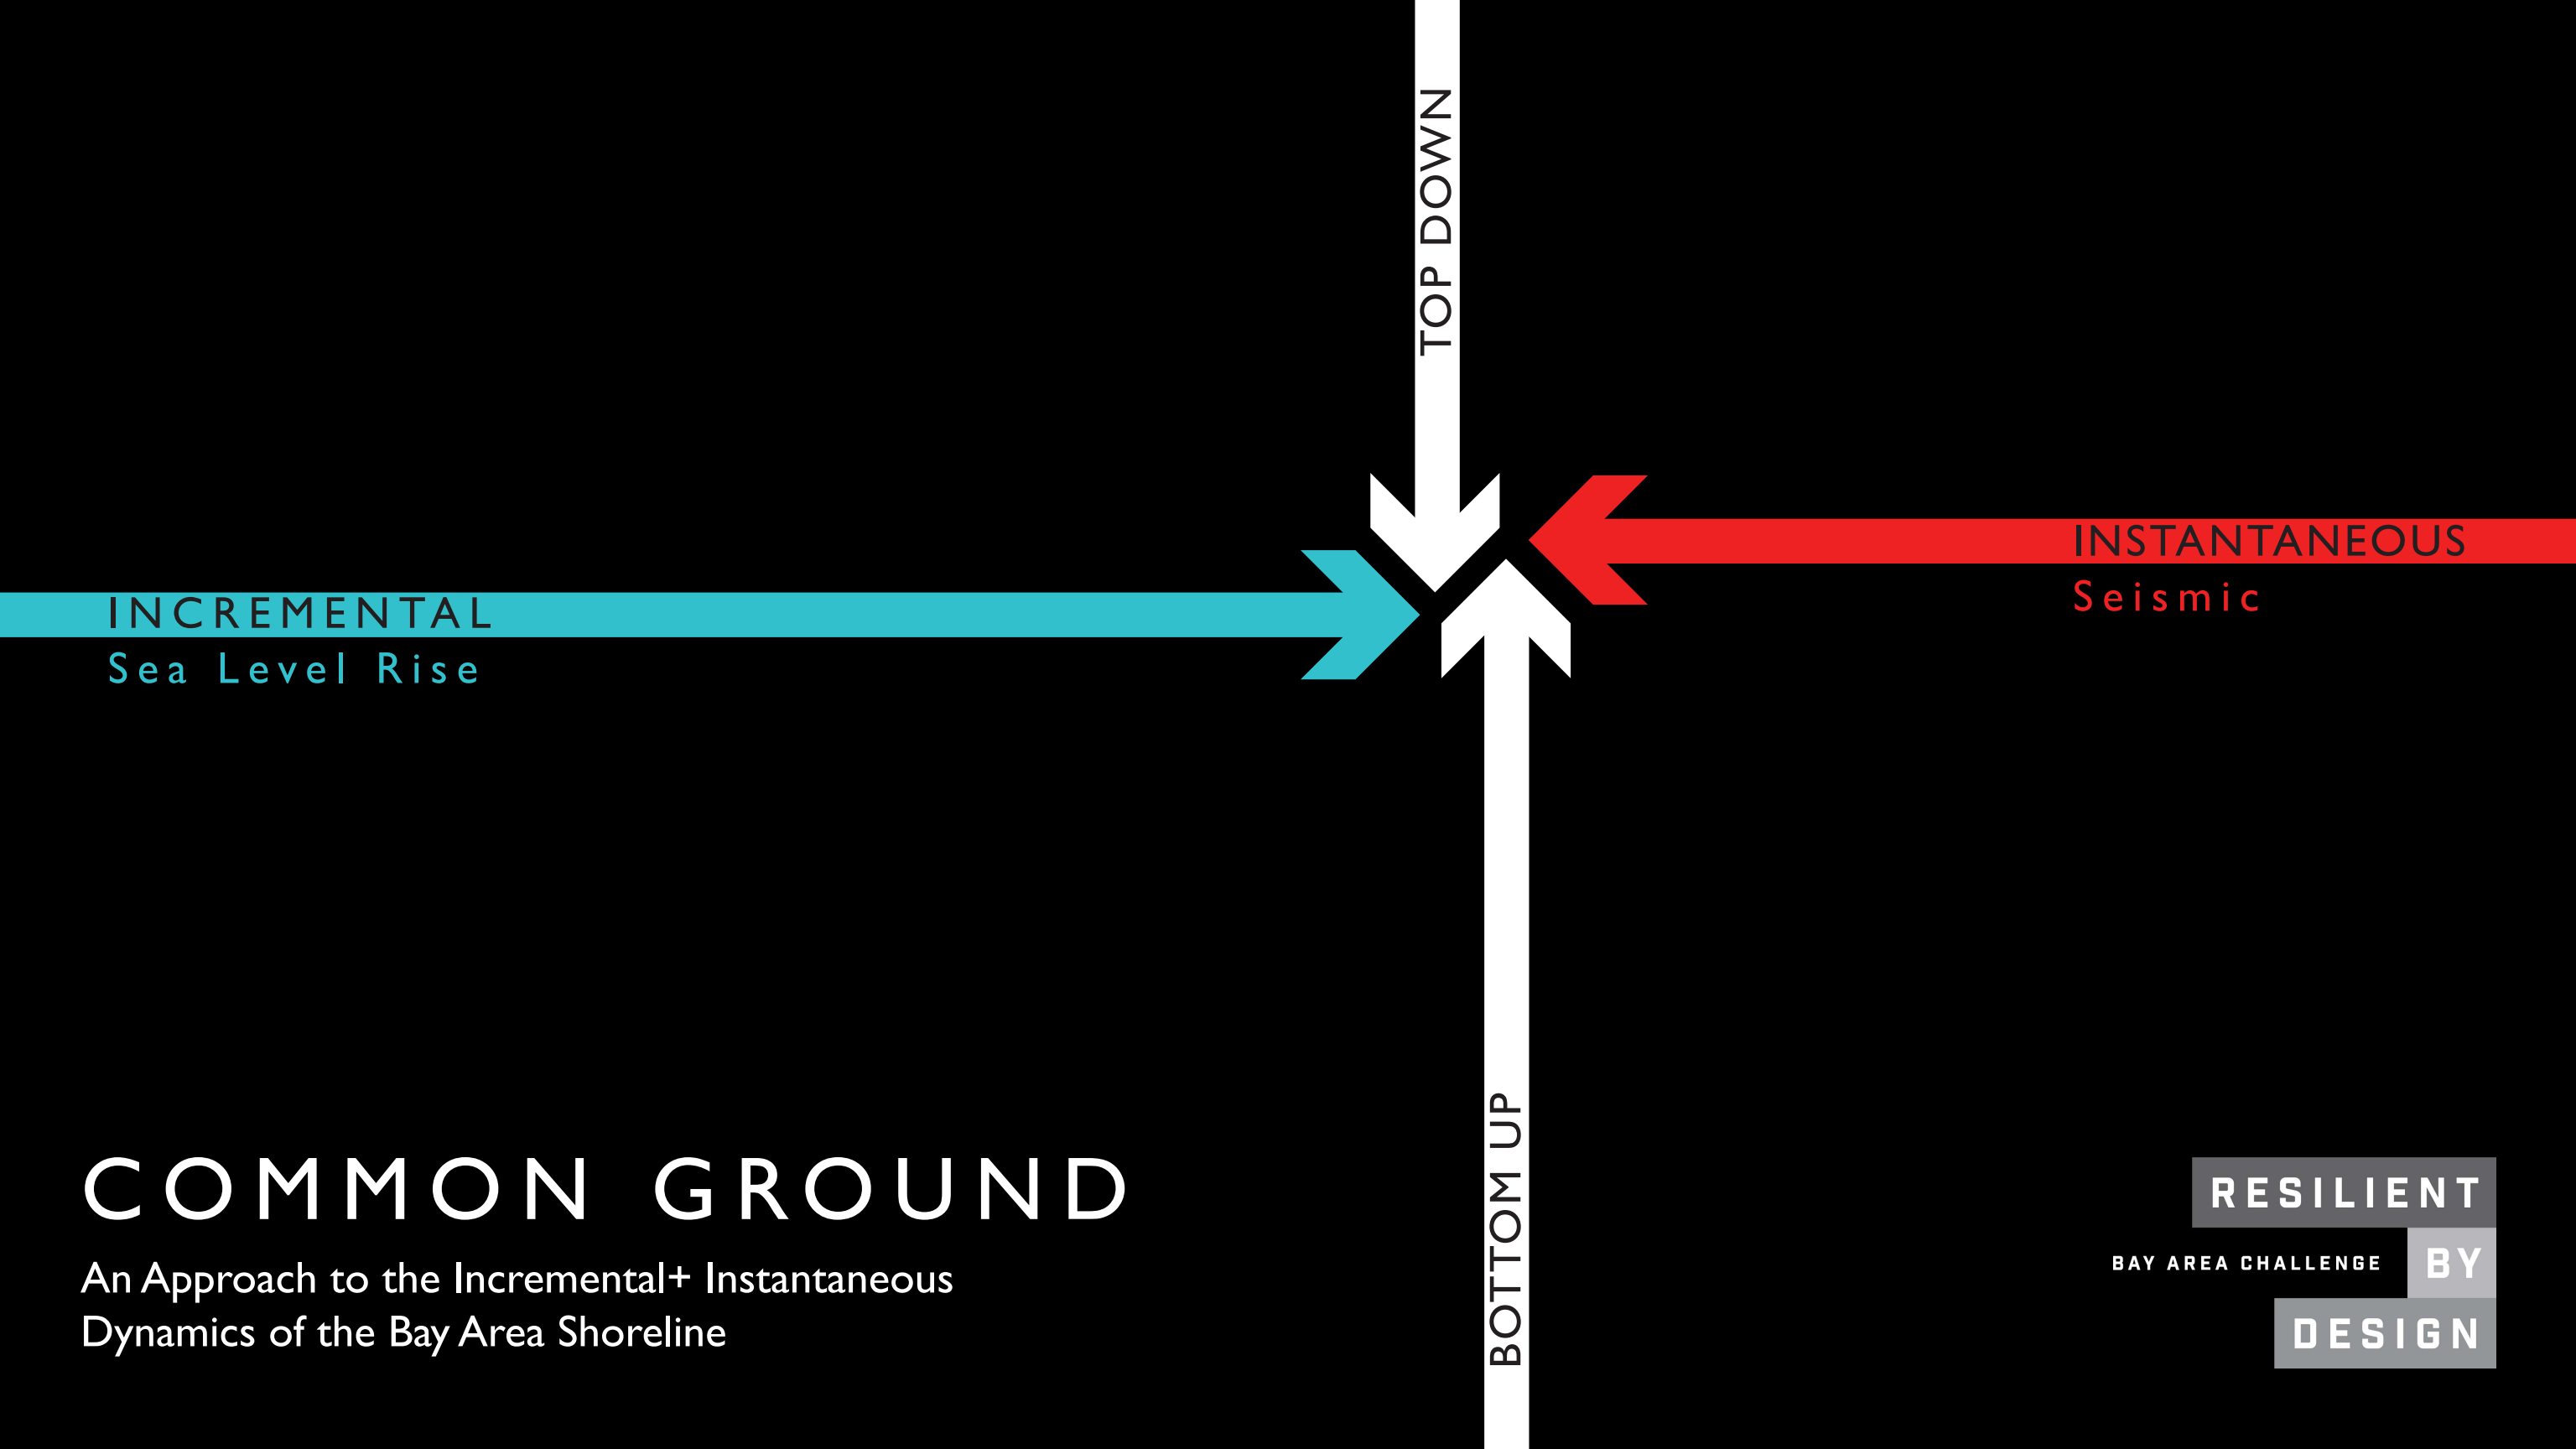 TOP DOWN
INSTANTANEOUS
Seismic
INCREMENTAL
Sea Level Rise
BOTTOM UP
COMMON GROUND
An Approach to the Incremental+ Instantaneous
Dynamics of the Bay Area Shoreline
RESILIENT
BAY AREA CHALLENGE BY
DESIGN